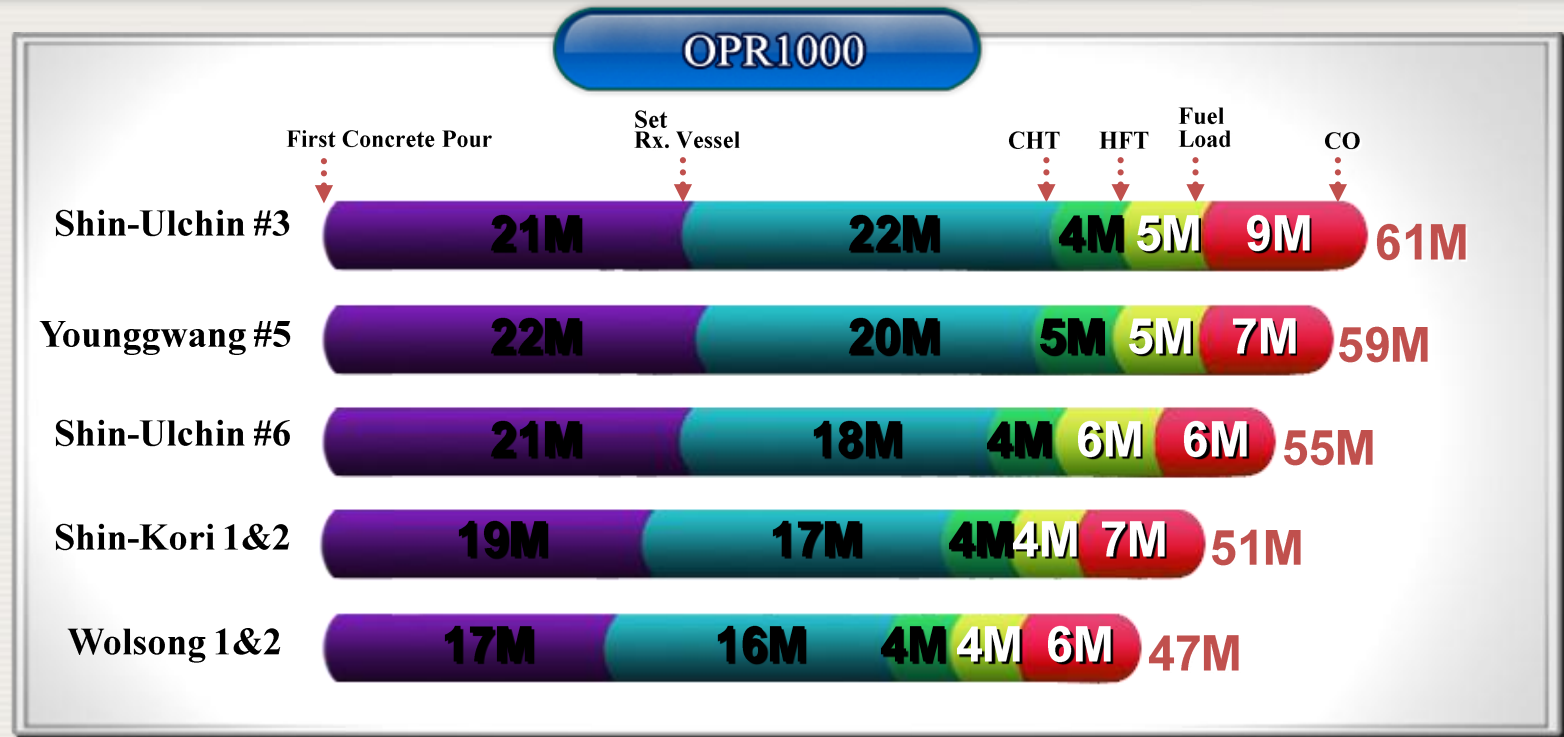 OPR1000
First Concrete Pour
Set
Rx. Vessel
CHT
HFT
Fuel
Load
CO
Shin-Ulchin #3 21M 22M 4M 5M 9M 61M
Younggwang #5 22M 20M 5M 5M 7M 59M
Shin-Ulchin #6 21M 18M 4M 6M 6M 55M
Shin-Kori 1&2 19M 17M 4M 4M 7M 51M
Wolsong 1&2 17M 16M 4M 4M 6M 47M